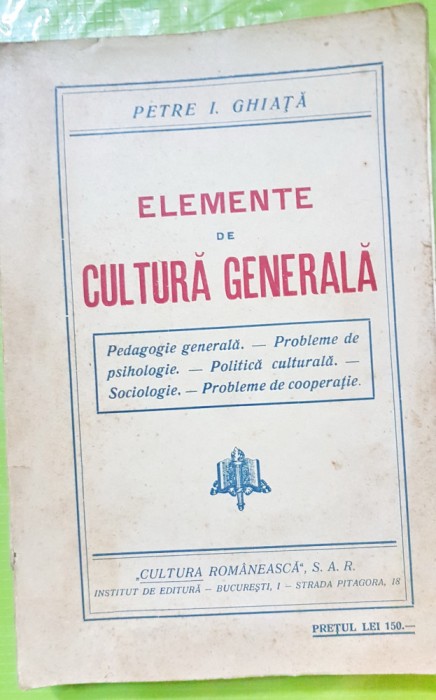 PETRE I. GHIAȚĂ
ELEMENTE
DE
CULTURĂ GENERALĂ
Pedagogie generală. — Probleme de
psihologie. — Politică culturală. —
Sociologie. — Probleme de cooperație.
„CULTURA ROMÂNEASCĂ“, S. A. R.
INSTITUT DE EDITURĂ — BUCUREȘTI, I — STRADA PITAGORA, 18
PREȚUL LEI 150.—